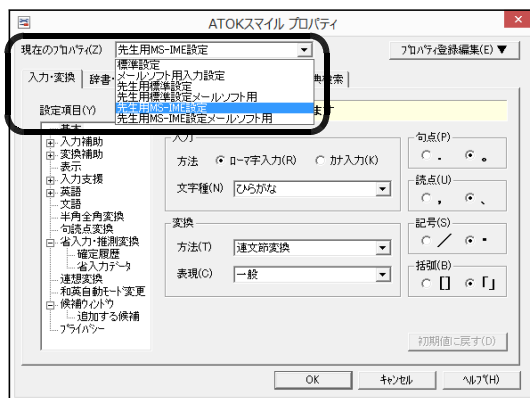 ATOKスマイル プロパティ
現在のプロパティ(Z)
先生用MS-IME設定
プロパティ登録編集(E)▼
標準設定
メールソフト用入力設定
先生用標準設定
先生用標準設定メールソフト用
先生用MS-IME設定
先生用MS-IME設定メールソフト用
入力・変換
辞書・
検索
設定項目(Y)
ます
基本
入力補助
変換補助
表示
入力支援
英語
文語
半角全角変換
句読点変換
省入力・推測変換
確定履歴
省入力データ
連想変換
和英自動モード変更
候補ウィンドウ
追加する候補
プライバシー
入力
方法
ローマ字入力(R)
カナ入力(K)
文字種(N)
ひらがな
変換
方法(T)
連文節変換
表現(C)
一般
句点(P)
.
。
読点(U)
,
、
記号(S)
/
・
括弧(B)
[]
「」
初期値に戻す(D)
OK
キャンセル
ヘルプ(H)